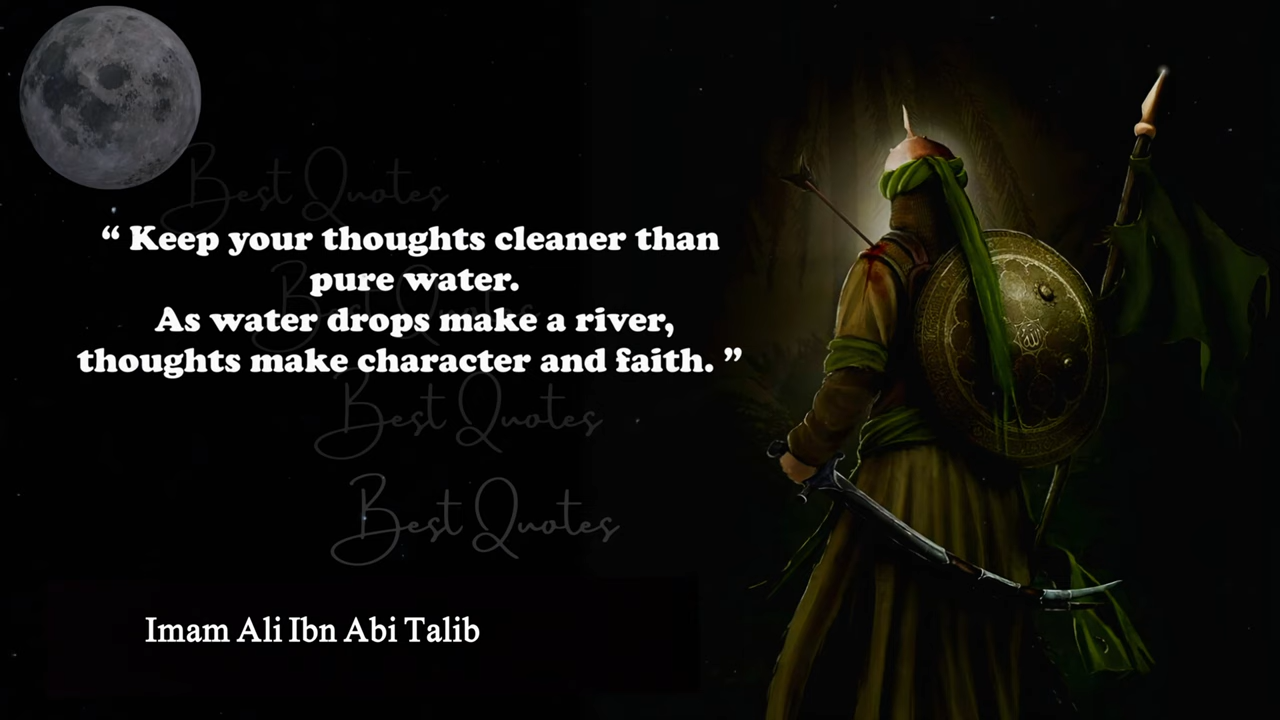 Best Quotes
“ Keep your thoughts cleaner than
pure water.
Best Quotes
As water drops make a river,
thoughts make character and faith. ”
Best Quotes
Best Quotes
Imam Ali Ibn Abi Talib
الله